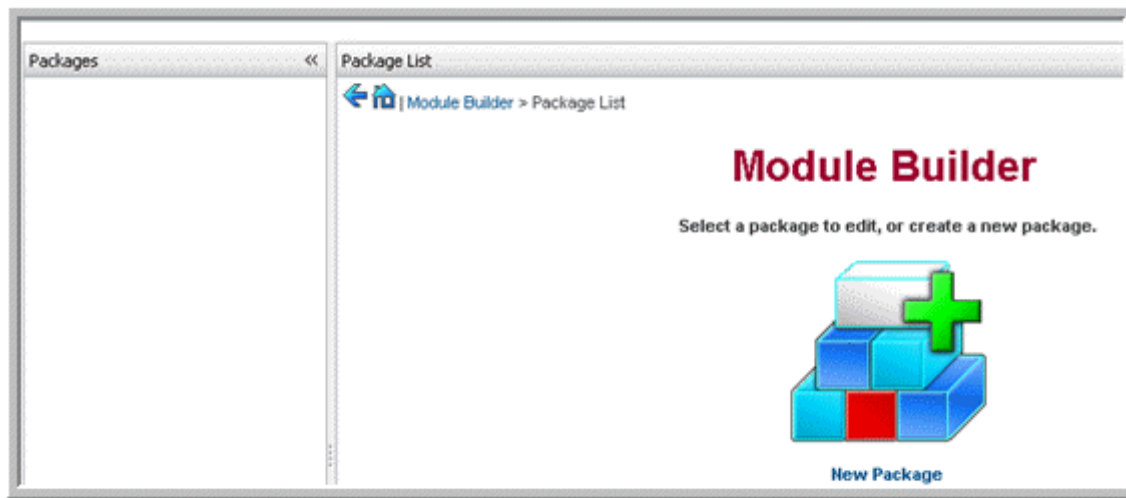 Packages «
Package List
| Module Builder > Package List
Module Builder
Select a package to edit, or create a new package.
New Package